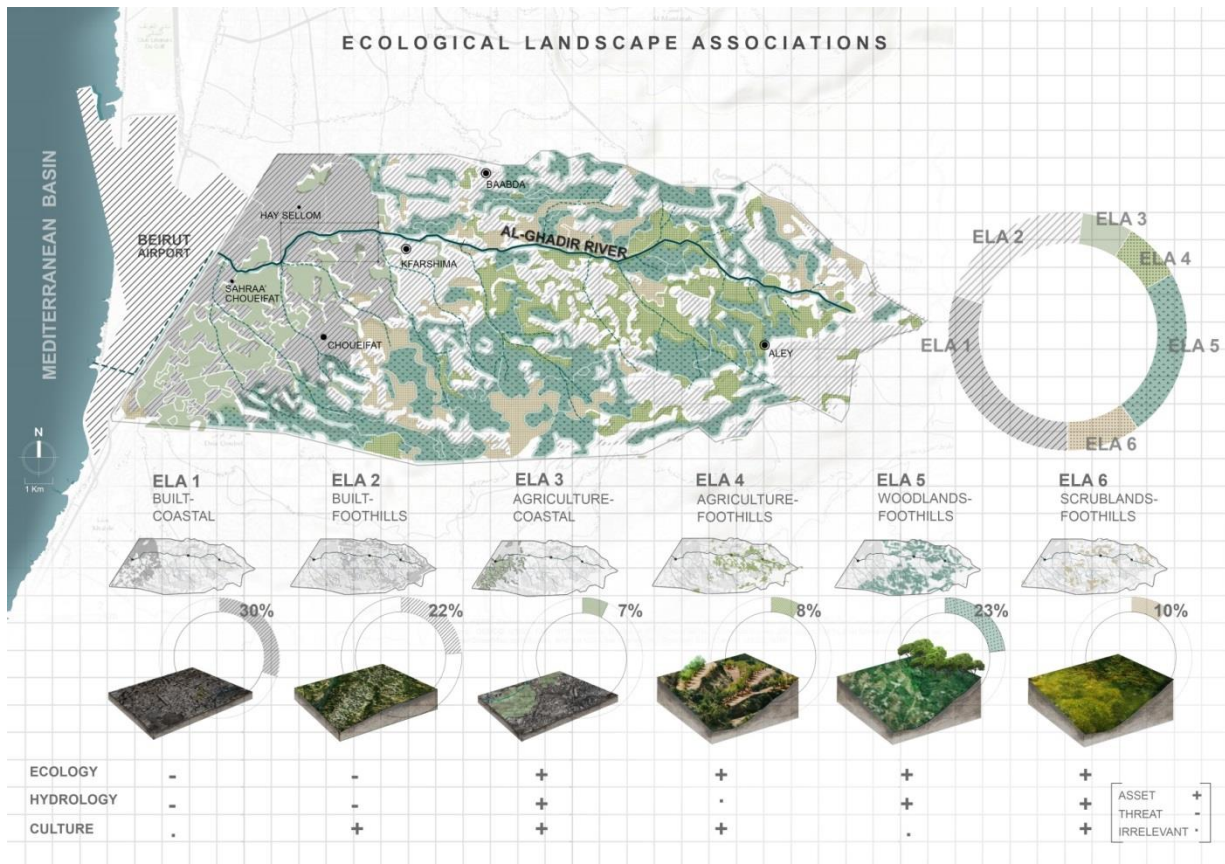 ECOLOGICAL LANDSCAPE ASSOCIATIONS
MEDITERRANEAN BASIN
BEIRUT
AIRPORT
HAY SELLOM
BAABDA
AL-GHADIR RIVER
KFARSHIMA
SAHRAA'
CHOUEIFAT
CHOUEIFAT
ALEY
N
1 Km
ELA 3
ELA 2
ELA 4
ELA 1
ELA 5
ELA 6
ELA 1
BUILT-
COASTAL
ELA 2
BUILT-
FOOTHILLS
ELA 3
AGRICULTURE-
COASTAL
ELA 4
AGRICULTURE-
FOOTHILLS
ELA 5
WOODLANDS-
FOOTHILLS
ELA 6
SCRUBLANDS-
FOOTHILLS
30% 22% 7% 8% 23% 10%
ECOLOGY - - + + + +
HYDROLOGY - - + . + +
CULTURE . + + + . +
ASSET +
THREAT -
IRRELEVANT .